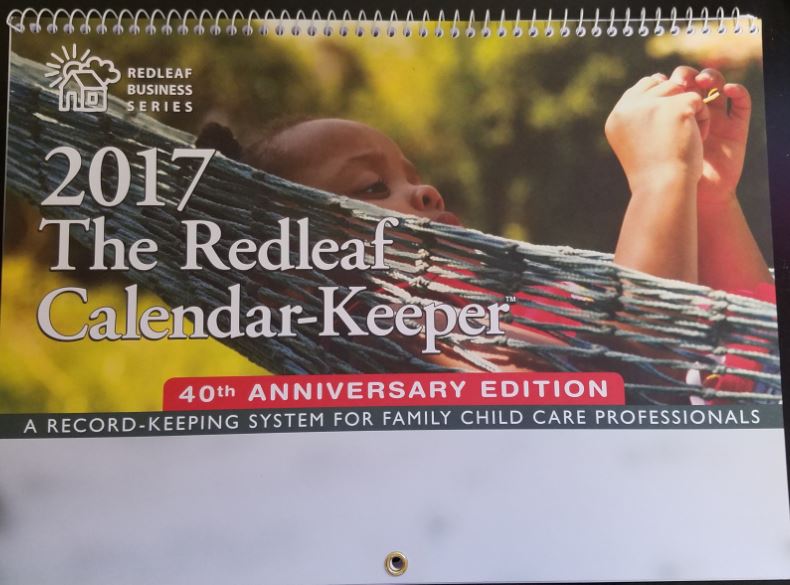 REDLEAF
BUSINESS
SERIES
2017
The Redleaf
Calendar-Keeper™
40th ANNIVERSARY EDITION
A RECORD-KEEPING SYSTEM FOR FAMILY CHILD CARE PROFESSIONALS